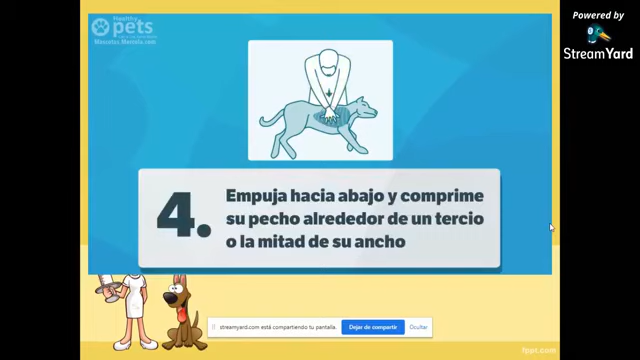 Healthy
pets
Mascotas.Mercola.com
Powered by
StreamYard
4.
Empuja hacia abajo y comprime
su pecho alrededor de un tercio
o la mitad de su ancho
streamyard.com está compartiendo tu pantalla.
Dejar de compartir
Ocultar
fppt.com